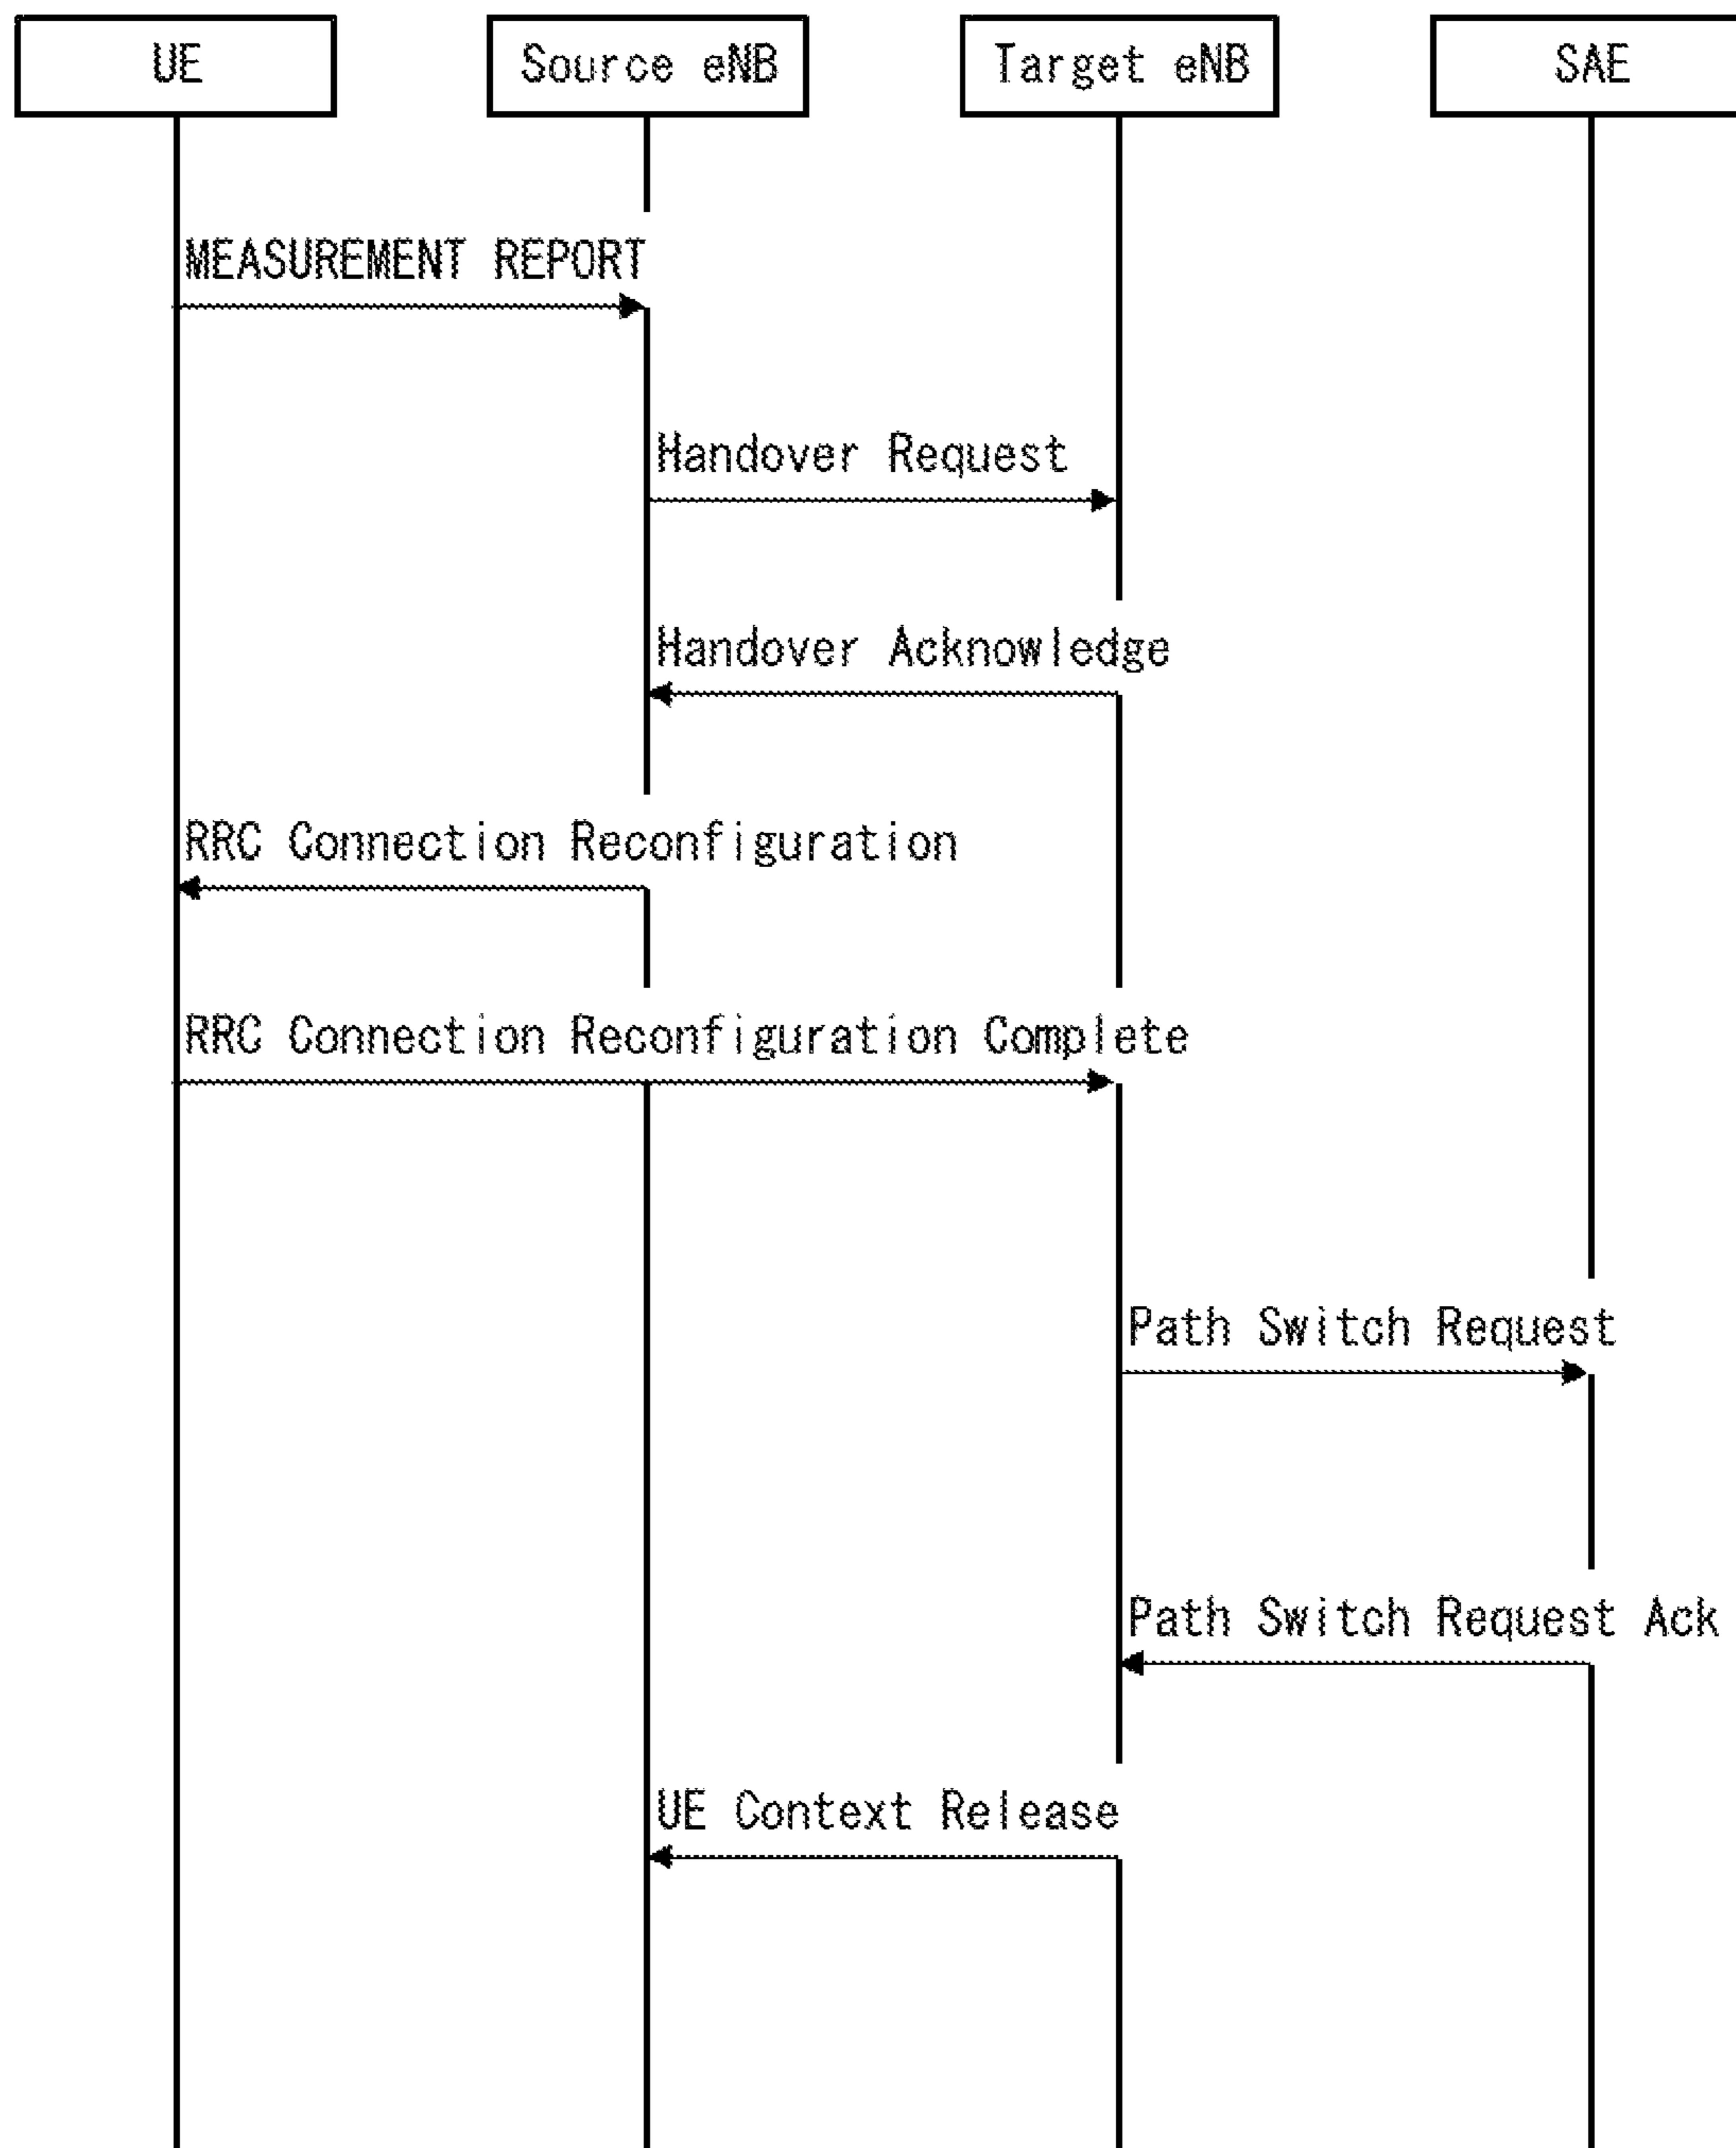 UE
Source eNB
Target eNB
SAE
MEASUREMENT REPORT
Handover Request
Handover Acknowledge
RRC Connection Reconfiguration
RRC Connection Reconfiguration Complete
Path Switch Request
Path Switch Request Ack
UE Context Release